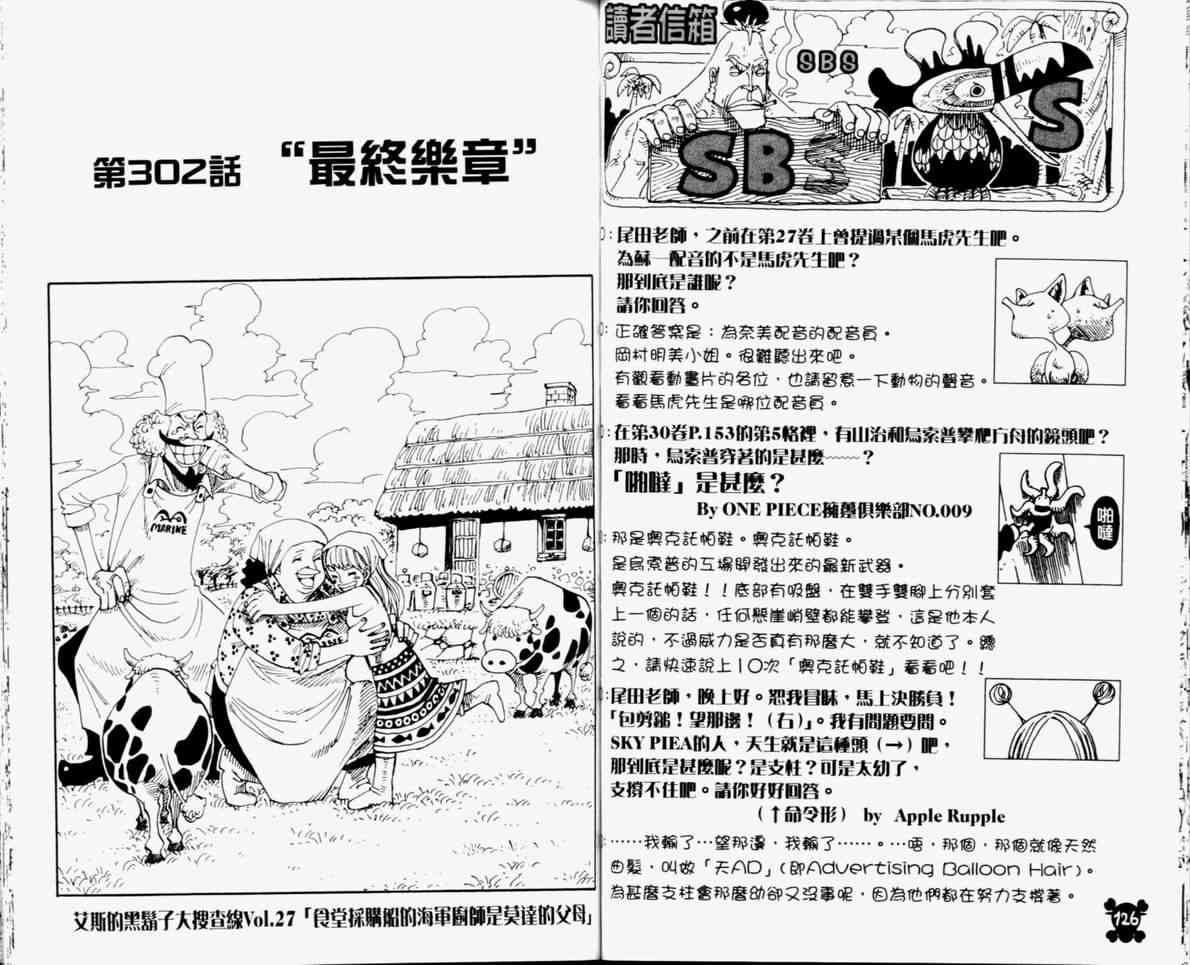 讀者信箱
SBS
SBS
S
:尾田老師,之前在第27卷上曾提過某個馬虎先生吧。
為蘇一配音的不是馬虎先生吧?
那到底是誰呢?
請你回答。
:正確答案是:為奈美配音的配音員。
岡村明美小姐。很難聽出來吧。
有觀看動畫片的各位,也請留意一下動物的聲音。
看看馬虎先生是哪位配音員。
:在第30卷P.153的第5格裡,有山治和烏索普攀爬方舟的鏡頭吧?
那時,烏索普穿著的是甚麼~~~?
「啪噠」是甚麼?
By ONE PIECE擁躉俱樂部NO.009
啪噠
:那是奧克託帕鞋。奧克託帕鞋。
是烏索普的工場開發出來的最新武器。
奧克託帕鞋!!底部有吸盤,在雙手雙腳上分別套
上一個的話,任何懸崖峭壁都能攀登,這是他本人
說的,不過威力是否真有那麼大,就不知道了。總
之,請快速說上10次「奧克託帕鞋」看看吧!!
:尾田老師,晚上好。恕我冒昧,馬上決勝負!
「包剪鎚!望那邊!(右)」。我有問題要問。
SKY PIEA的人,天生就是這種頭(→)吧,
那到底是甚麼呢?是支柱?可是太幼了,
支撐不住吧。請你好好回答。
(↑命令形) by Apple Rupple
:……我輸了…望那邊,我輸了……。…唔,那個,那個就像天然
曲髮,叫做「天AD」(即Advertising Balloon Hair)。
為甚麼支柱會那麼幼卻又沒事呢,因為他們都在努力支撐著。
126
第302話 “最終樂章”
MARINE
艾斯的黑鬍子大搜查線Vol.27「食堂採購船的海軍廚師是莫達的父母」